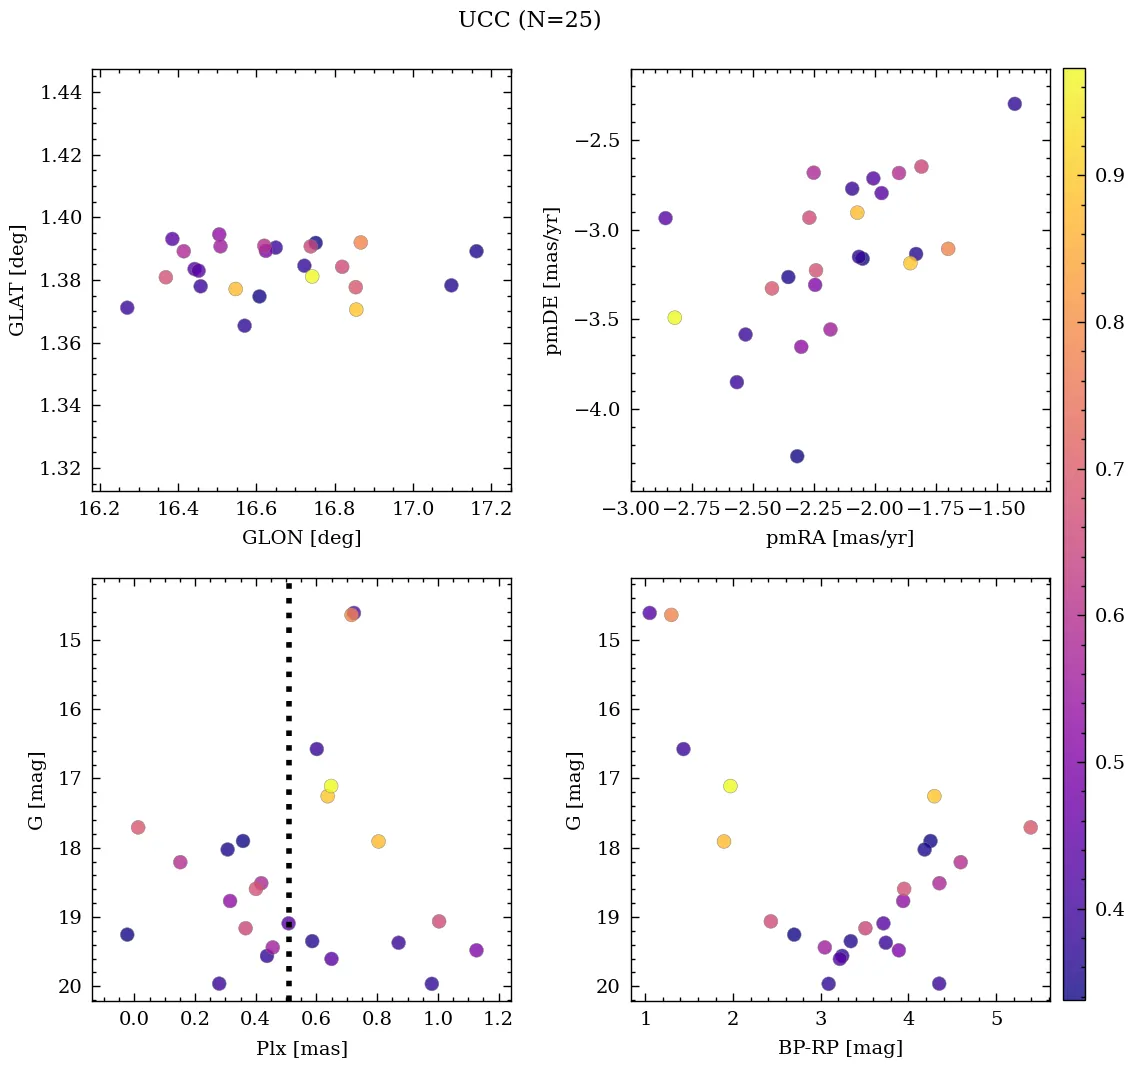 UCC (N=25)
1.44
1.42
1.40
1.38
1.36
1.34
1.32
GLAT [deg]
16.2 16.4 16.6 16.8 17.0 17.2
GLON [deg]
−2.5
−3.0
−3.5
−4.0
pmDE [mas/yr]
−3.00 −2.75 −2.50 −2.25 −2.00 −1.75 −1.50
pmRA [mas/yr]
0.9
0.8
0.7
0.6
0.5
0.4
15
16
17
18
19
20
G [mag]
0.0 0.2 0.4 0.6 0.8 1.0 1.2
Plx [mas]
15
16
17
18
19
20
G [mag]
1 2 3 4 5
BP-RP [mag]